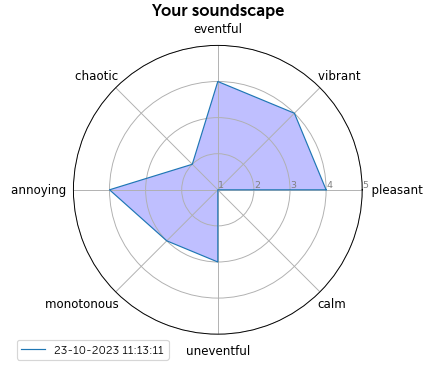 Your soundscape
eventful
chaotic
vibrant
annoying
1 2 3 4 5
pleasant
monotonous
calm
uneventful
23-10-2023 11:13:11